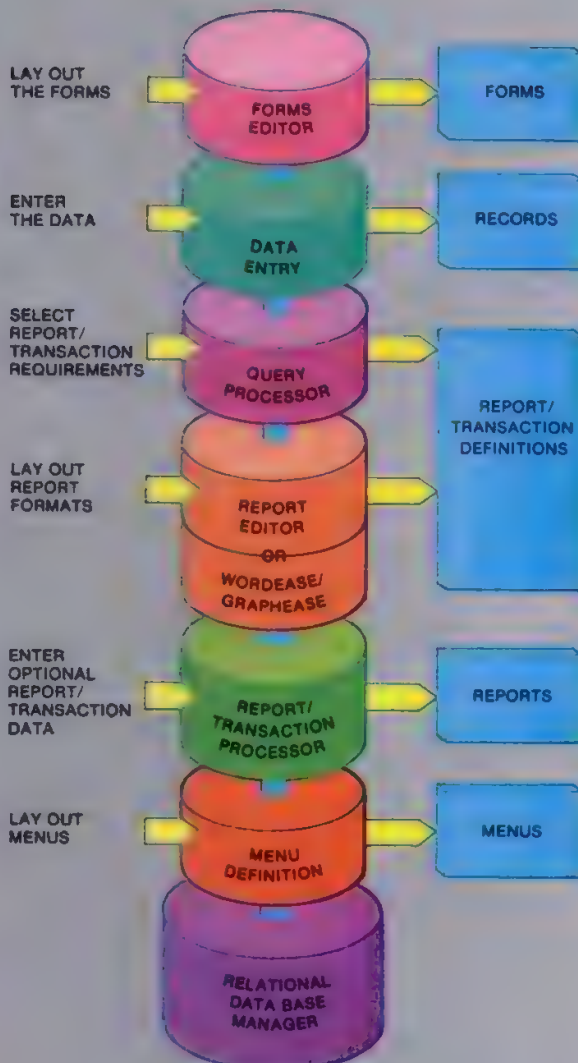 LAY OUT
THE FORMS
FORMS
EDITOR
FORMS
ENTER
THE DATA
DATA
ENTRY
RECORDS
SELECT
REPORT/
TRANSACTION
REQUIREMENTS
QUERY
PROCESSOR
REPORT/
TRANSACTION
DEFINITIONS
LAY OUT
REPORT
FORMATS
REPORT
EDITOR
OR
WORDEASE/
GRAPHEASE
ENTER
OPTIONAL
REPORT/
TRANSACTION
DATA
REPORT/
TRANSACTION
PROCESSOR
REPORTS
LAY OUT
MENUS
MENU
DEFINITION
MENUS
RELATIONAL
DATA BASE
MANAGER